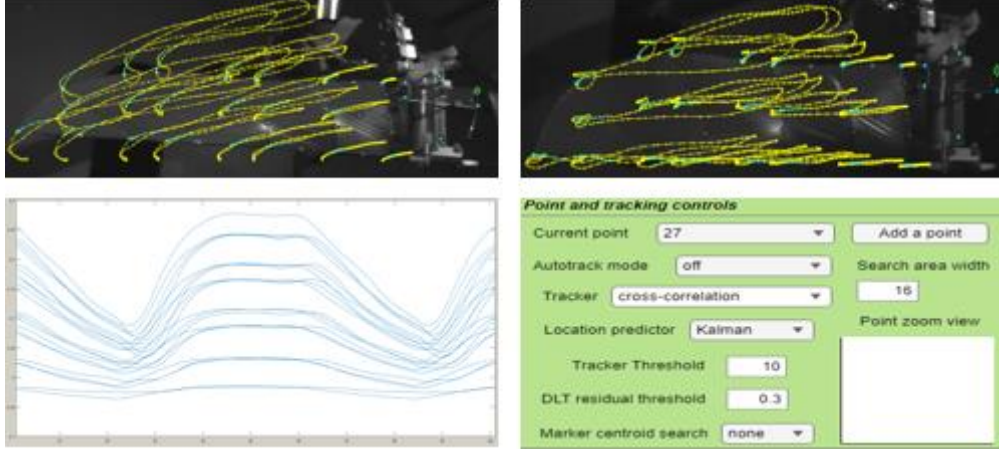 Point and tracking controls
Current point 27 Add a point
Autotrack mode off Search area width
Tracker cross-correlation 16
Location predictor Kalman Point zoom view
Tracker Threshold 10
DLT residual threshold 0.3
Marker centroid search none